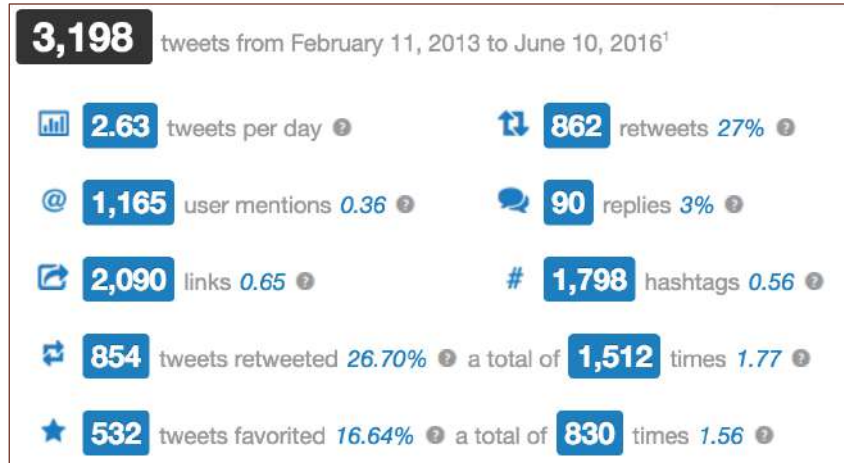 3,198 tweets from February 11, 2013 to June 10, 2016¹
2.63 tweets per day ?
862 retweets 27% ?
@ 1,165 user mentions 0.36 ?
90 replies 3% ?
2,090 links 0.65 ?
# 1,798 hashtags 0.56 ?
854 tweets retweeted 26.70% ? a total of 1,512 times 1.77 ?
532 tweets favorited 16.64% ? a total of 830 times 1.56 ?